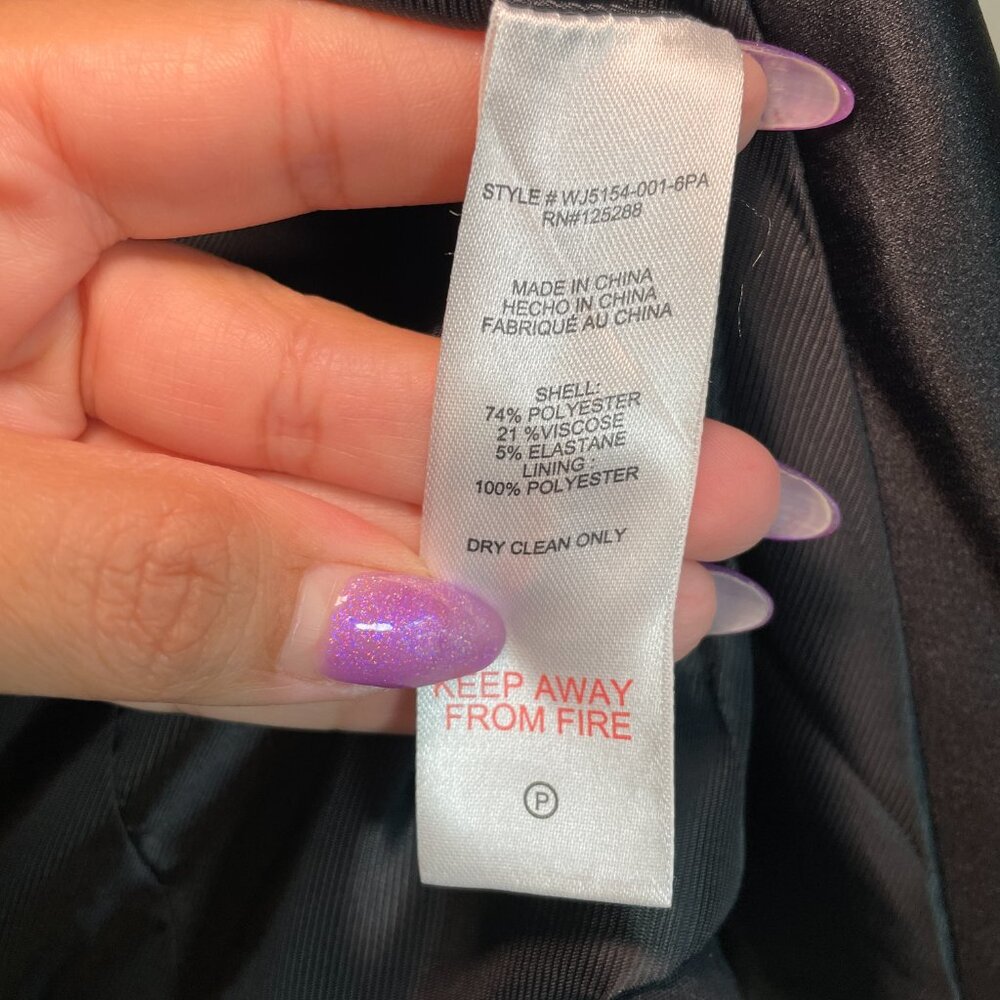 STYLE # WJ5154-001-6PA
RN#125288
MADE IN CHINA
HECHO IN CHINA
FABRIQUÉ AU CHINA
SHELL:
74% POLYESTER
21 %VISCOSE
5% ELASTANE
LINING :
100% POLYESTER
DRY CLEAN ONLY
KEEP AWAY
FROM FIRE
P